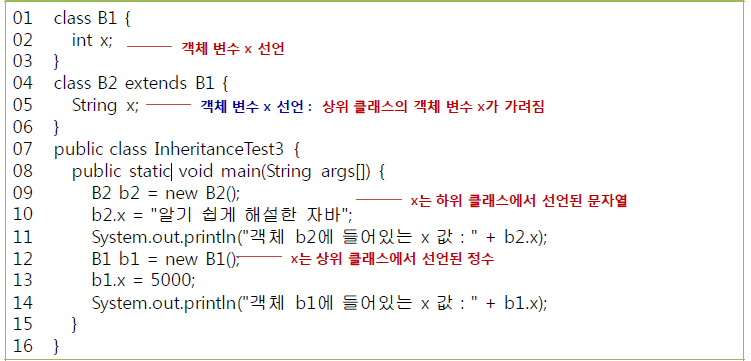 01 class B1 {
02 int x; 객체 변수 x 선언
03 }
04 class B2 extends B1 {
05 String x; 객체 변수 x 선언 : 상위 클래스의 객체 변수 x가 가려짐
06 }
07 public class InheritanceTest3 {
08 public static void main(String args[]) {
09 B2 b2 = new B2(); x는 하위 클래스에서 선언된 문자열
10 b2.x = "알기 쉽게 해설한 자바";
11 System.out.println("객체 b2에 들어있는 x 값 : " + b2.x);
12 B1 b1 = new B1(); x는 상위 클래스에서 선언된 정수
13 b1.x = 5000;
14 System.out.println("객체 b1에 들어있는 x 값 : " + b1.x);
15 }
16 }